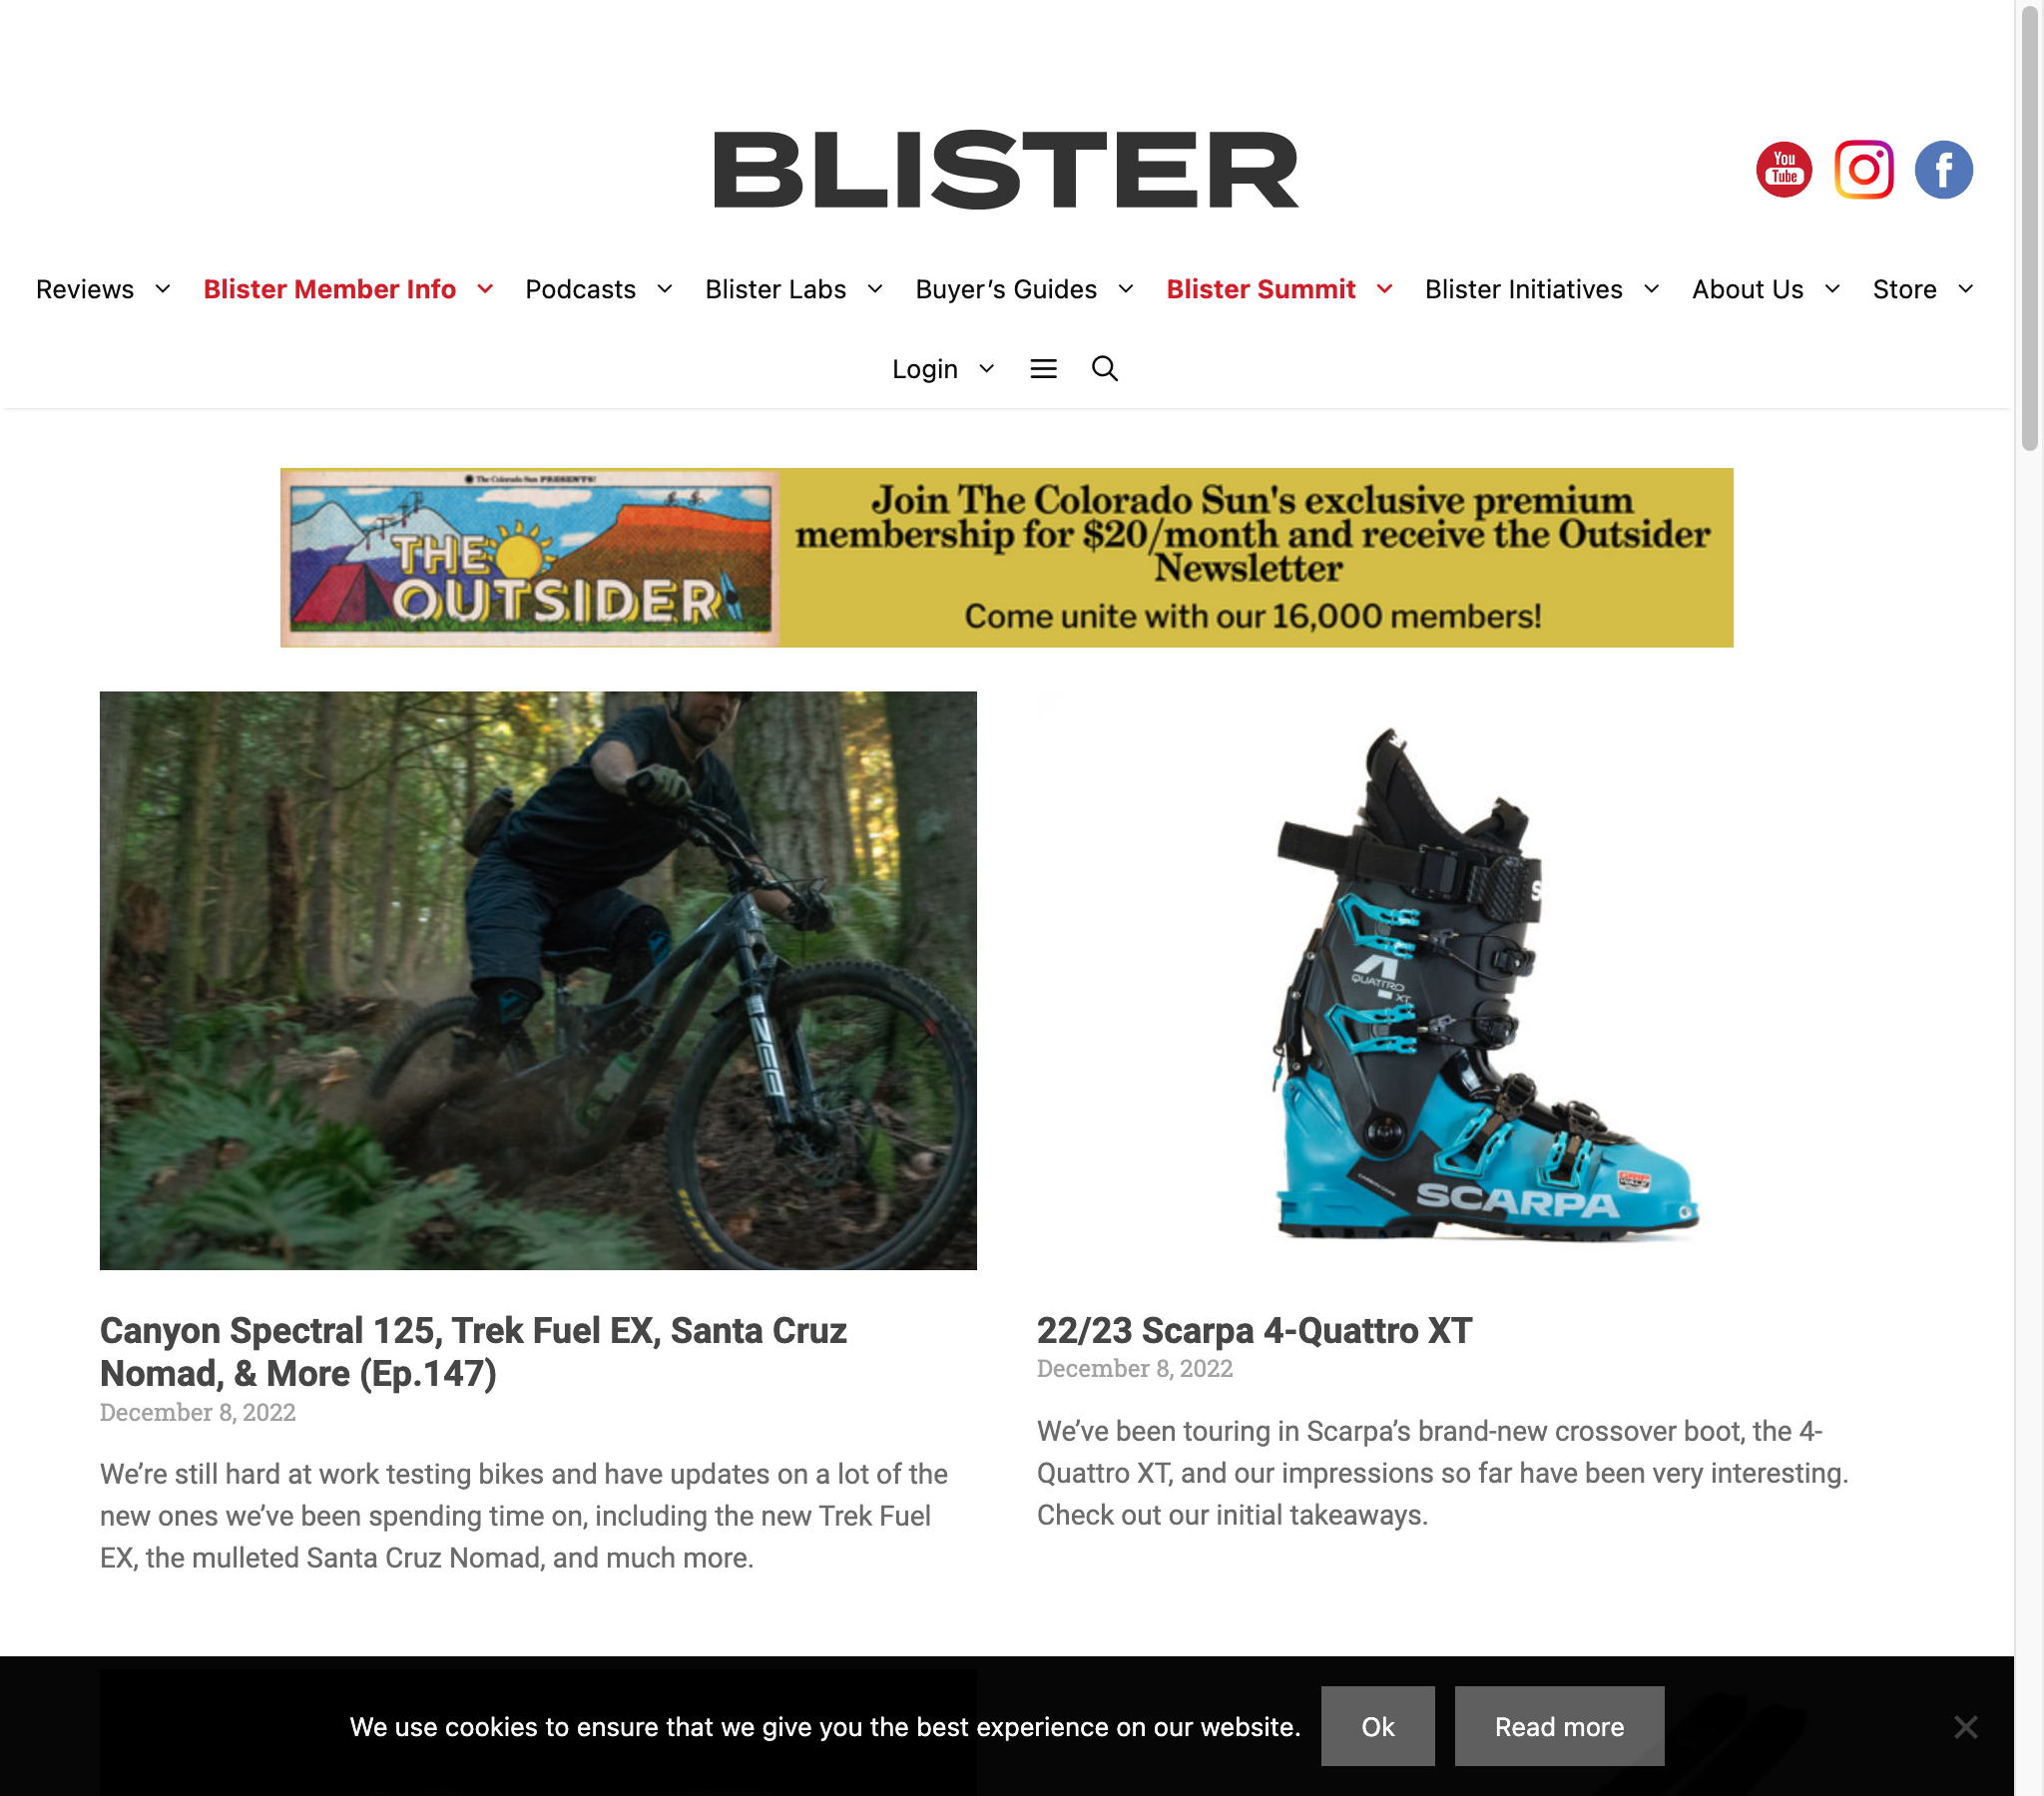 BLISTER
You
Tube
f
Reviews Blister Member Info Podcasts Blister Labs Buyer’s Guides Blister Summit Blister Initiatives About Us Store
Login
The Colorado Sun PRESENTS!
THE
OUTSIDER
Join The Colorado Sun's exclusive premium
membership for $20/month and receive the Outsider
Newsletter
Come unite with our 16,000 members!
QUATTRO
XT
SCARPA
Canyon Spectral 125, Trek Fuel EX, Santa Cruz
Nomad, & More (Ep.147)
December 8, 2022
We’re still hard at work testing bikes and have updates on a lot of the
new ones we’ve been spending time on, including the new Trek Fuel
EX, the mulleted Santa Cruz Nomad, and much more.
22/23 Scarpa 4-Quattro XT
December 8, 2022
We’ve been touring in Scarpa’s brand-new crossover boot, the 4-
Quattro XT, and our impressions so far have been very interesting.
Check out our initial takeaways.
We use cookies to ensure that we give you the best experience on our website.
Ok
Read more